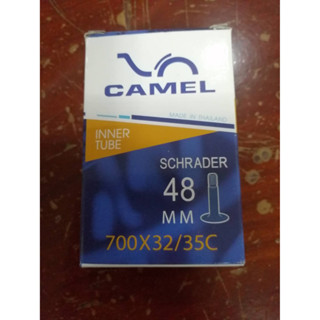 CAMEL
MADE IN THAILAND
INNER
TUBE
SCHRADER
48
MM
700X32/35C